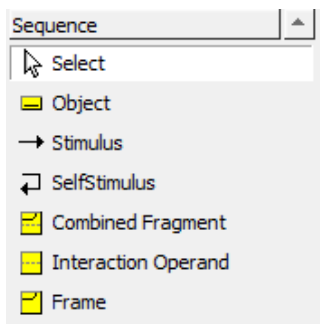 Sequence
Select
Object
Stimulus
SelfStimulus
Combined Fragment
Interaction Operand
Frame